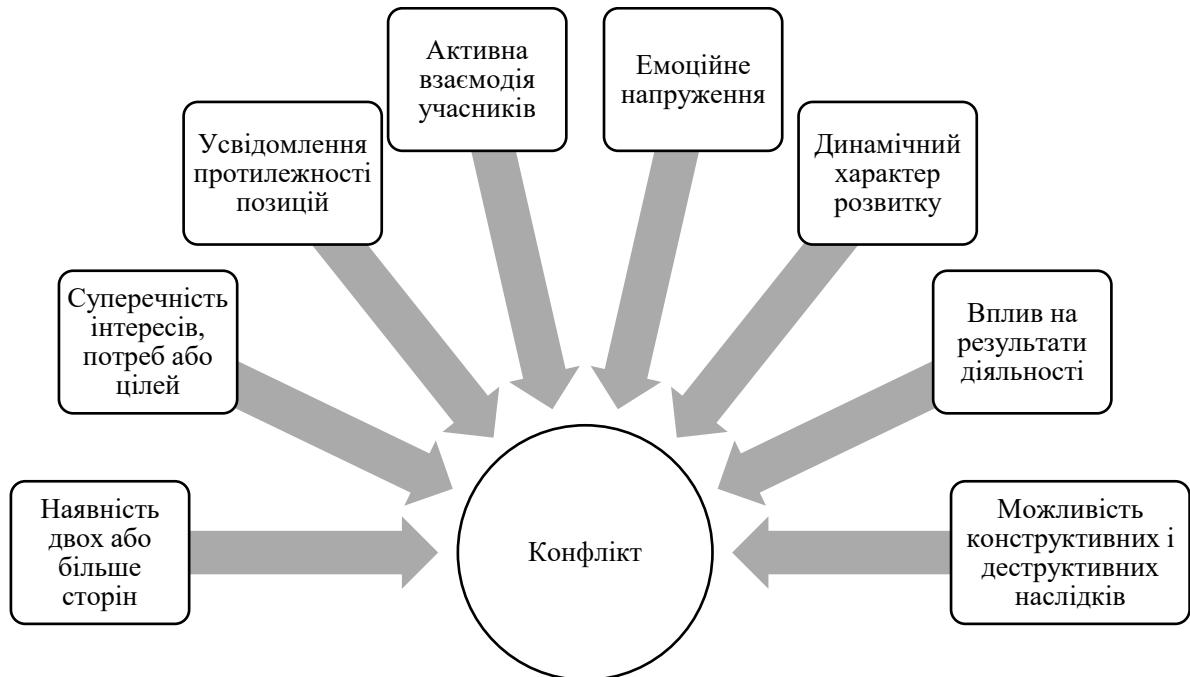 Наявність
двох або
більше
сторін
Суперечність
інтересів,
потреб або
цілей
Усвідомлення
протилежності
позицій
Активна
взаємодія
учасників
Емоційне
напруження
Динамічний
характер
розвитку
Вплив на
результати
діяльності
Можливість
конструктивних і
деструктивних
наслідків
Конфлікт